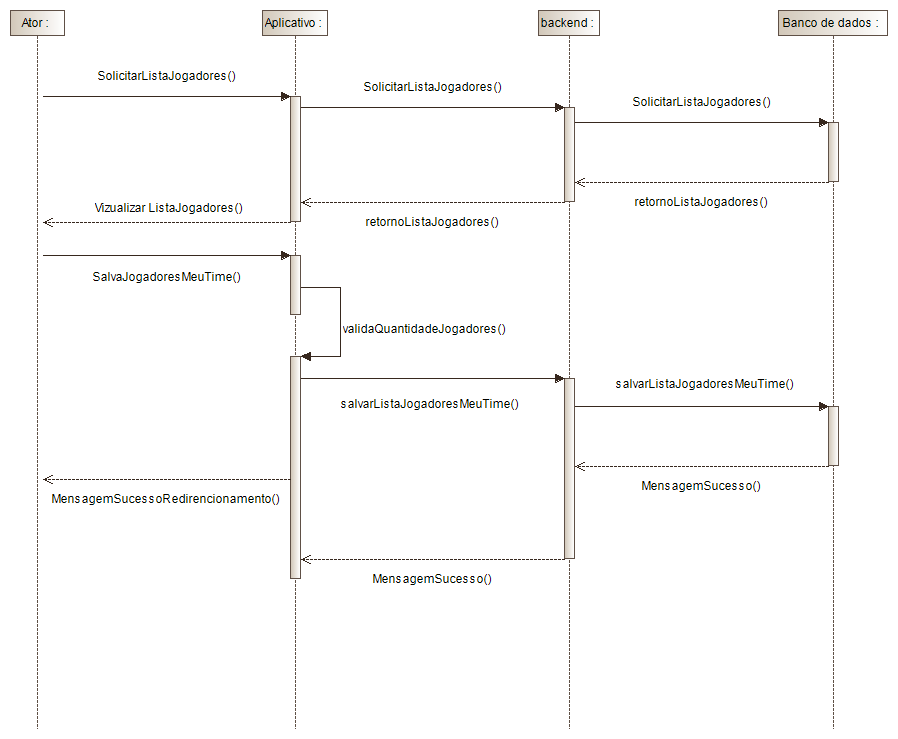 Ator :
Aplicativo :
backend :
Banco de dados :
SolicitarListaJogadores()
SolicitarListaJogadores()
SolicitarListaJogadores()
Vizualizar ListaJogadores()
retornoListaJogadores()
retornoListaJogadores()
SalvaJogadoresMeuTime()
validaQuantidadeJogadores()
salvarListaJogadoresMeuTime()
salvarListaJogadoresMeuTime()
MensagemSucessoRedirencionamento()
MensagemSucesso()
MensagemSucesso()